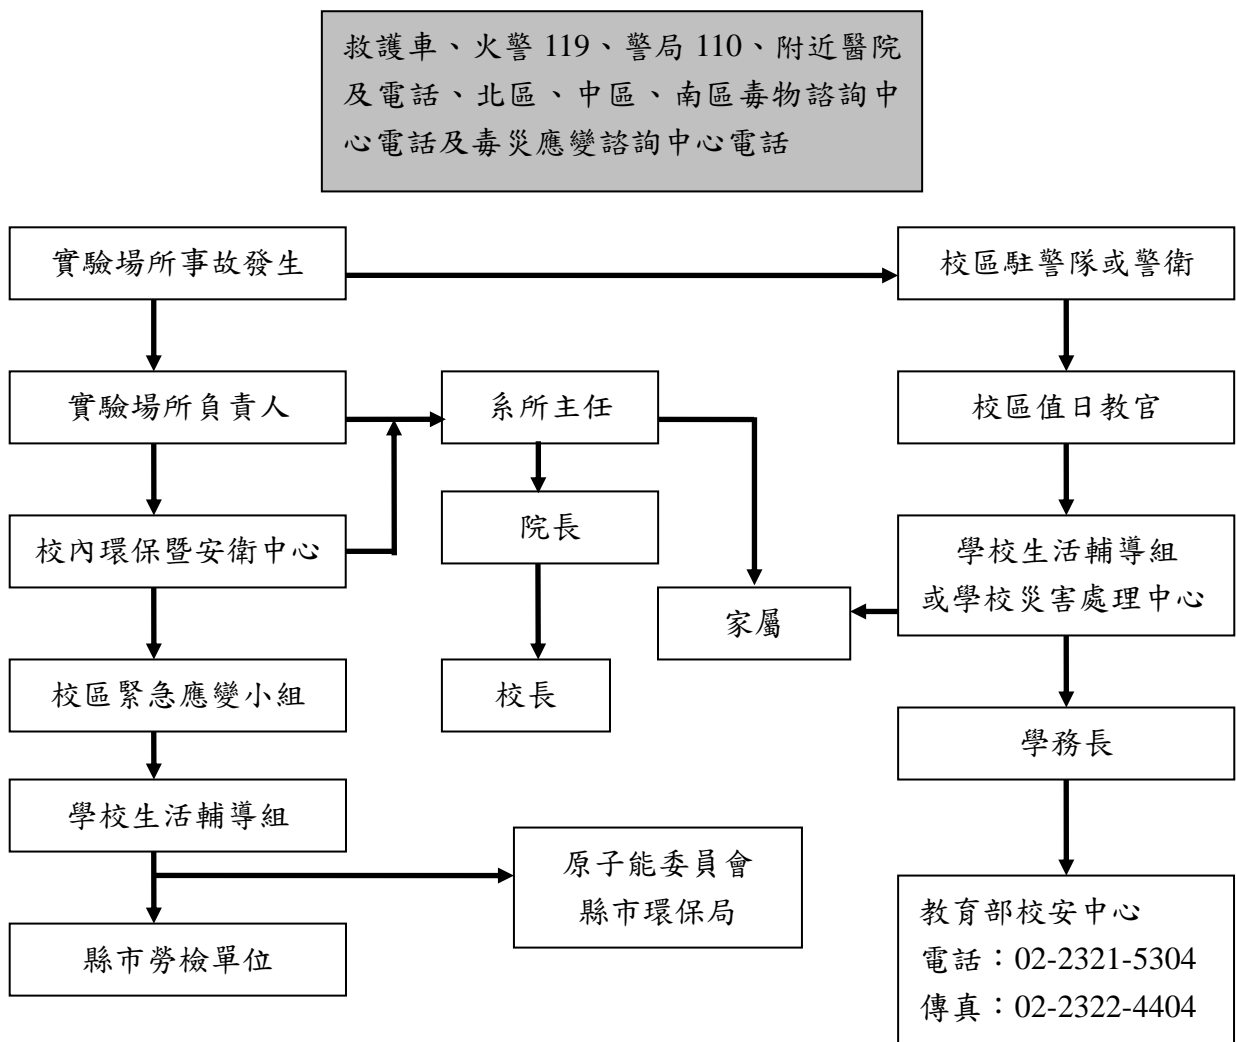 救護車、火警 119、警局 110、附近醫院
及電話、北區、中區、南區毒物諮詢中
心電話及毒災應變諮詢中心電話
實驗場所事故發生
校區駐警隊或警衛
實驗場所負責人
系所主任
校區值日教官
校內環保暨安衛中心
院長
學校生活輔導組
或學校災害處理中心
家屬
校區緊急應變小組
校長
學務長
學校生活輔導組
原子能委員會
縣市環保局
縣市勞檢單位
教育部校安中心
電話：02-2321-5304
傳真：02-2322-4404